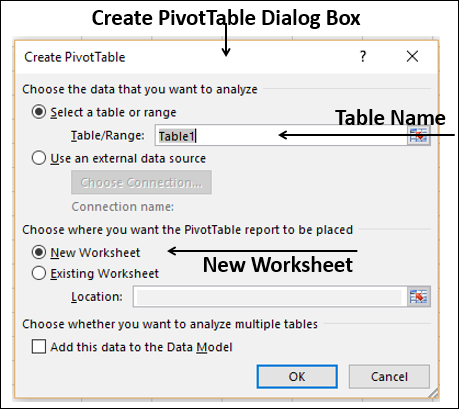 Create PivotTable Dialog Box
Create PivotTable
?
Choose the data that you want to analyze
Select a table or range
Table/Range: Table1
Table Name
Use an external data source
Choose Connection...
Connection name:
Choose where you want the PivotTable report to be placed
New Worksheet
New Worksheet
Existing Worksheet
Location:
Choose whether you want to analyze multiple tables
Add this data to the Data Model
OK Cancel